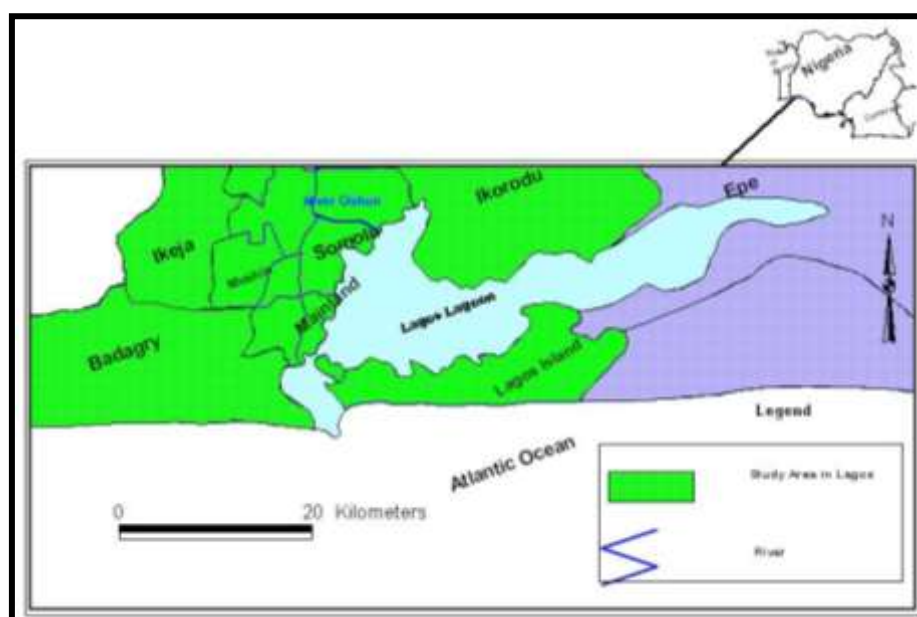 Nigeria
Epe
Ikorodu
River Oshun
Somolu
Ikeja
Mainland
Lagos Lagoon
N
Badagry
Lagos Island
Legend
Atlantic Ocean
Study Area in Lagos
0 20 Kilometers
River